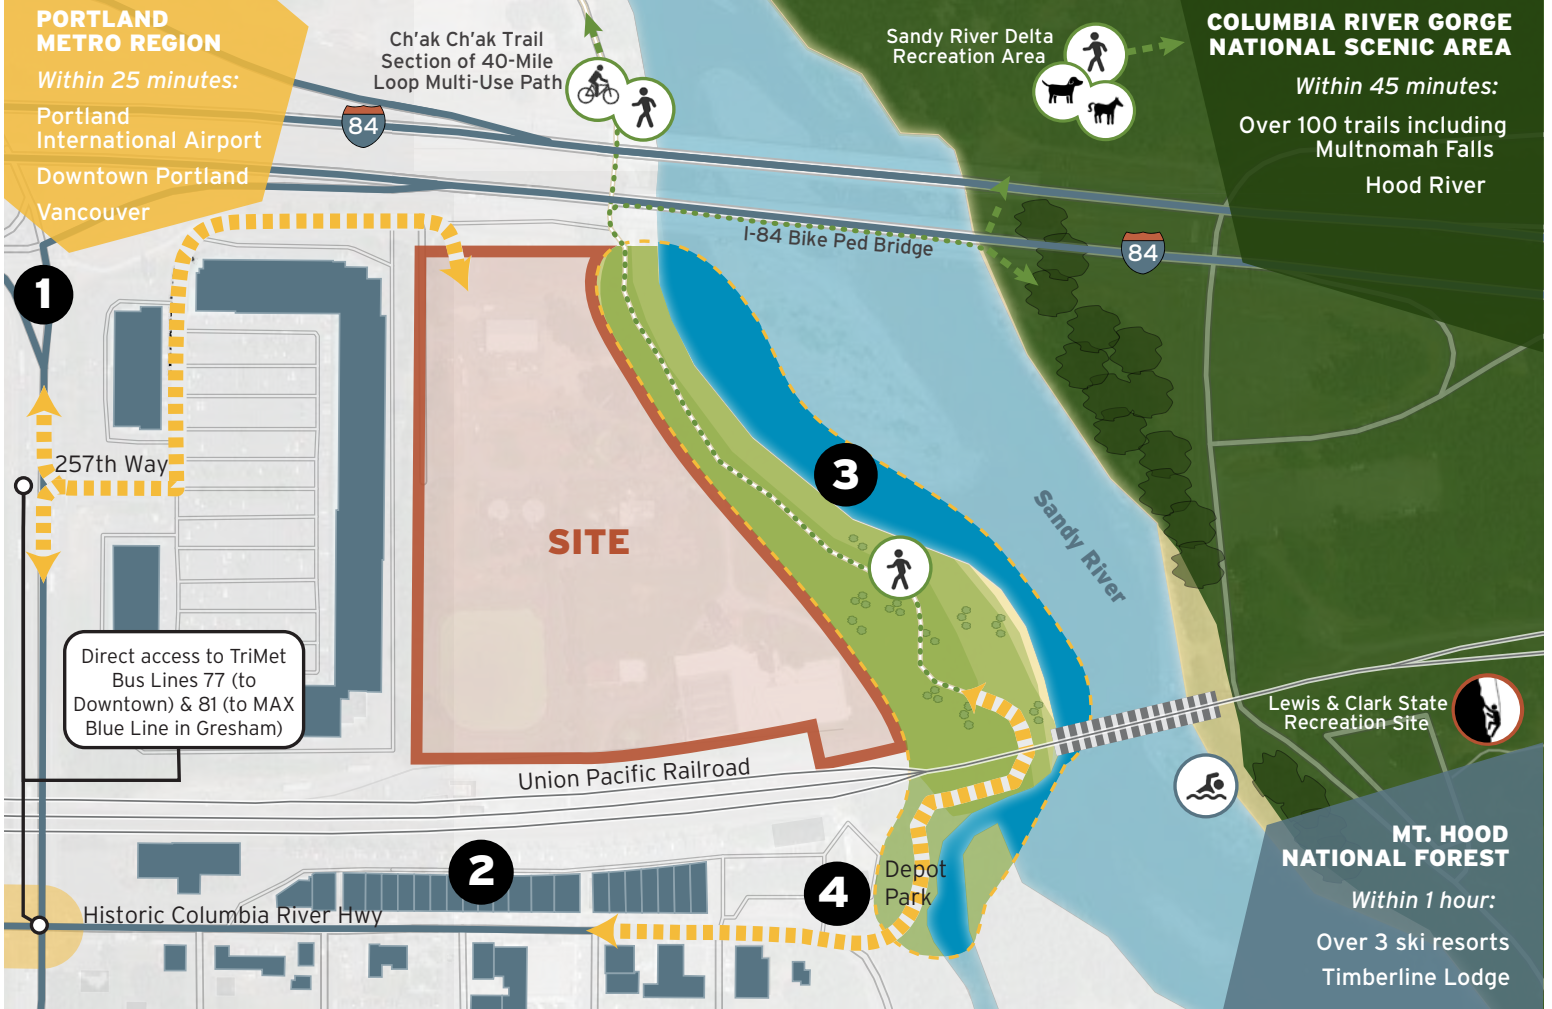 PORTLAND
METRO REGION
Within 25 minutes:
Portland
International Airport
Downtown Portland
Vancouver
Ch'ak Ch'ak Trail
Section of 40-Mile
Loop Multi-Use Path
84
Sandy River Delta
Recreation Area
COLUMBIA RIVER GORGE
NATIONAL SCENIC AREA
Within 45 minutes:
Over 100 trails including
Multnomah Falls
Hood River
I-84 Bike Ped Bridge
84
1
257th Way
3
SITE
Sandy River
Direct access to TriMet
Bus Lines 77 (to
Downtown) & 81 (to MAX
Blue Line in Gresham)
Union Pacific Railroad
Lewis & Clark State
Recreation Site
2
4
Depot
Park
Historic Columbia River Hwy
MT. HOOD
NATIONAL FOREST
Within 1 hour:
Over 3 ski resorts
Timberline Lodge